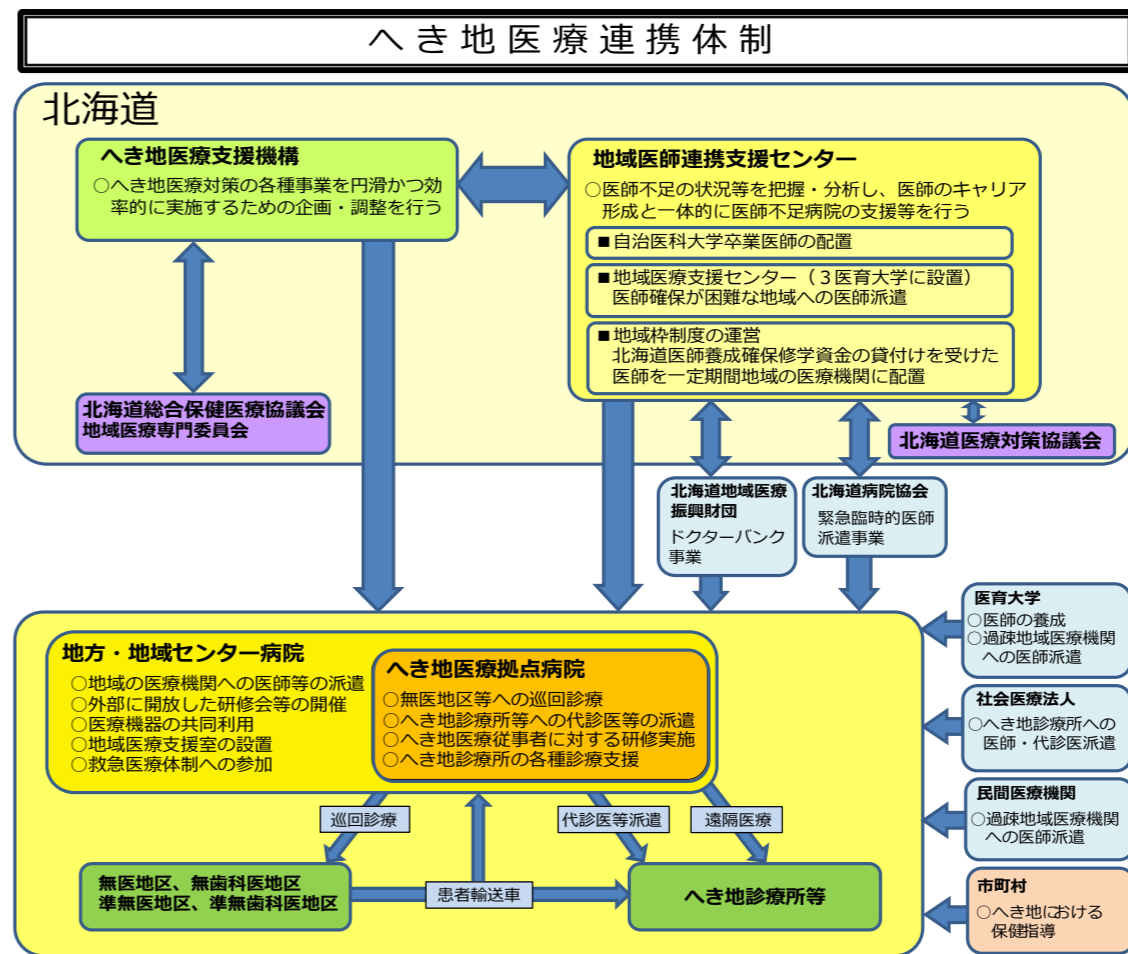 へき地医療連携体制
北海道
へき地医療支援機構
○へき地医療対策の各種事業を円滑かつ効
率的に実施するための企画・調整を行う
地域医師連携支援センター
○医師不足の状況等を把握・分析し、医師のキャリア
形成と一体的に医師不足病院の支援等を行う
■自治医科大学卒業医師の配置
■地域医療支援センター（３医育大学に設置）
医師確保が困難な地域への医師派遣
■地域枠制度の運営
北海道医師養成確保修学資金の貸付けを受けた
医師を一定期間地域の医療機関に配置
北海道総合保健医療協議会
地域医療専門委員会
北海道医療対策協議会
北海道地域医療
振興財団
ドクターバンク
事業
北海道病院協会
緊急臨時的医師
派遣事業
地方・地域センター病院
○地域の医療機関への医師等の派遣
○外部に開放した研修会等の開催
○医療機器の共同利用
○地域医療支援室の設置
○救急医療体制への参加
へき地医療拠点病院
○無医地区等への巡回診療
○へき地診療所等への代診医等の派遣
○へき地医療従事者に対する研修実施
○へき地診療所の各種診療支援
巡回診療
代診医等派遣
遠隔医療
無医地区、無歯科医地区
準無医地区、準無歯科医地区
患者輸送車
へき地診療所等
医育大学
○医師の養成
○過疎地域医療機関
への医師派遣
社会医療法人
○へき地診療所への
医師・代診医派遣
民間医療機関
○過疎地域医療機関
への医師派遣
市町村
○へき地における
保健指導